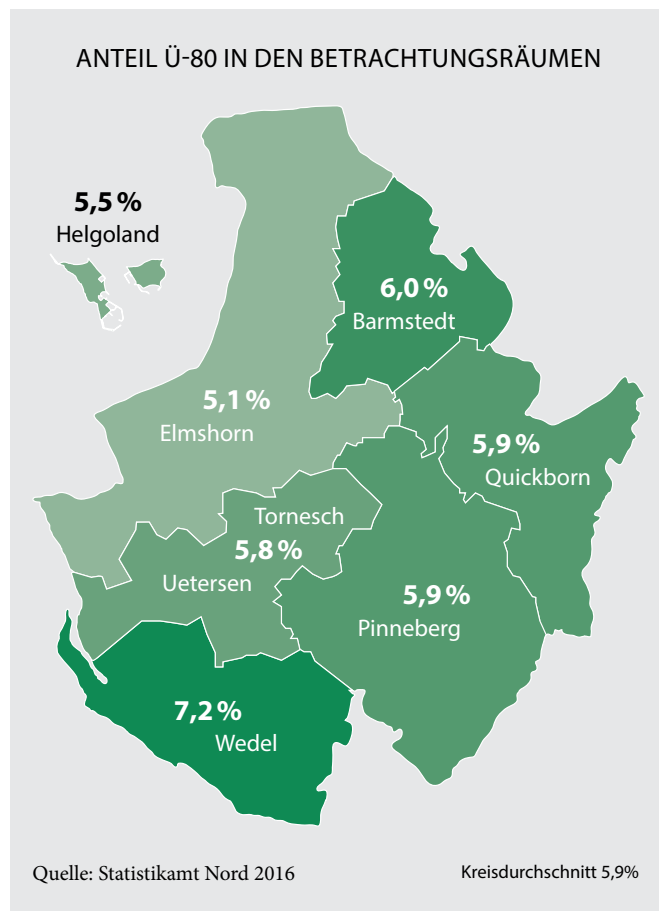 ANTEIL Ü-80 IN DEN BETRACHTUNGSRÄUMEN
5,5 %
Helgoland
6,0 %
Barmstedt
5,1 %
Elmshorn
5,9 %
Quickborn
Tornesch
5,8 %
Uetersen
5,9 %
Pinneberg
7,2 %
Wedel
Quelle: Statistikamt Nord 2016
Kreisdurchschnitt 5,9%